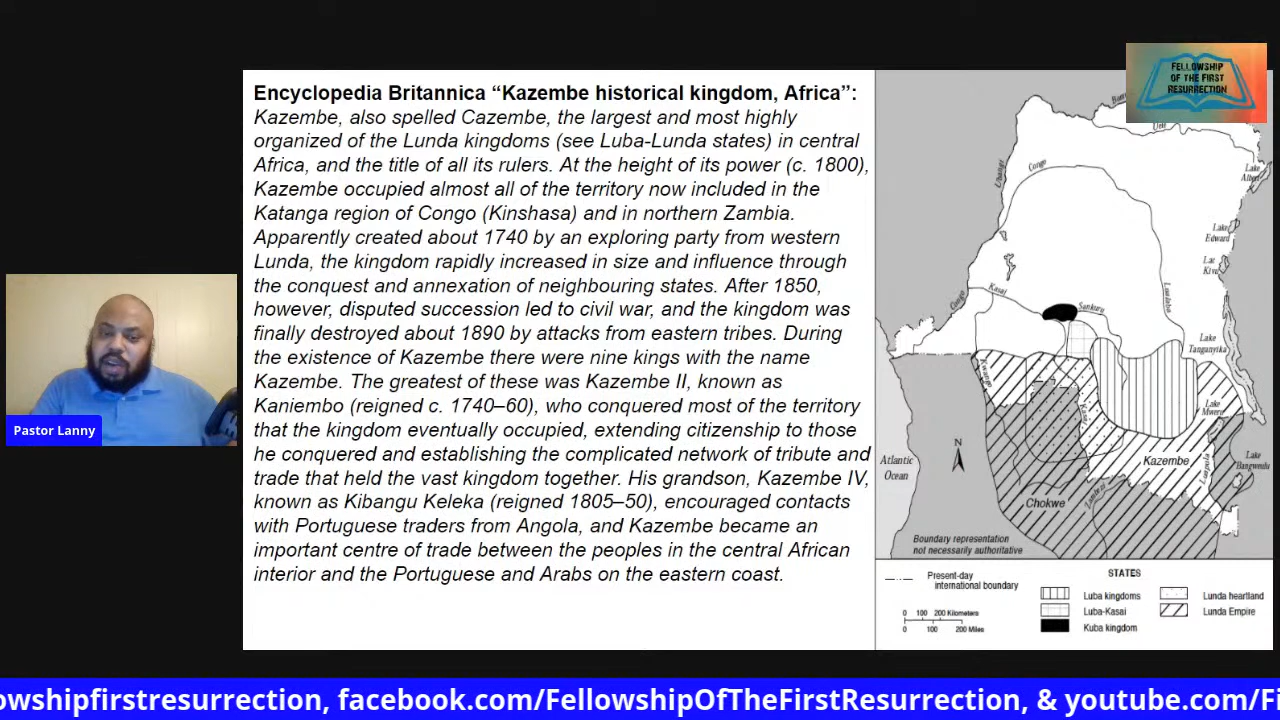 FELLOWSHIP
OF THE FIRST
RESURRECTION
Encyclopedia Britannica “Kazembe historical kingdom, Africa”:
Kazembe, also spelled Cazembe, the largest and most highly
organized of the Lunda kingdoms (see Luba-Lunda states) in central
Africa, and the title of all its rulers. At the height of its power (c. 1800),
Kazembe occupied almost all of the territory now included in the
Katanga region of Congo (Kinshasa) and in northern Zambia.
Apparently created about 1740 by an exploring party from western
Lunda, the kingdom rapidly increased in size and influence through
the conquest and annexation of neighbouring states. After 1850,
however, disputed succession led to civil war, and the kingdom was
finally destroyed about 1890 by attacks from eastern tribes. During
the existence of Kazembe there were nine kings with the name
Kazembe. The greatest of these was Kazembe II, known as
Kaniembo (reigned c. 1740–60), who conquered most of the territory
that the kingdom eventually occupied, extending citizenship to those
he conquered and establishing the complicated network of tribute and
trade that held the vast kingdom together. His grandson, Kazembe IV,
known as Kibangu Keleka (reigned 1805–50), encouraged contacts
with Portuguese traders from Angola, and Kazembe became an
important centre of trade between the peoples in the central African
interior and the Portuguese and Arabs on the eastern coast.
Pastor Lanny
Uele
Ubangi
Congo
Lake
Albert
Lake
Edward
Kasai
Congo
Sankuru
Lualaba
Lake
Tanganyika
Kwango
Kasai
Lake
Mweru
N
Atlantic
Ocean
Kazembe
Luapula
Lake
Bangweulu
Chokwe
Zambezi
Boundary representation
not necessarily authoritative
Present-day
international boundary
0 100 200 Kilometers
0 100 200 Miles
STATES
Luba kingdoms
Luba-Kasai
Kuba kingdom
Lunda heartland
Lunda Empire
owshipfirstresurrection, facebook.com/FellowshipOfTheFirstResurrection, & youtube.com/Fi